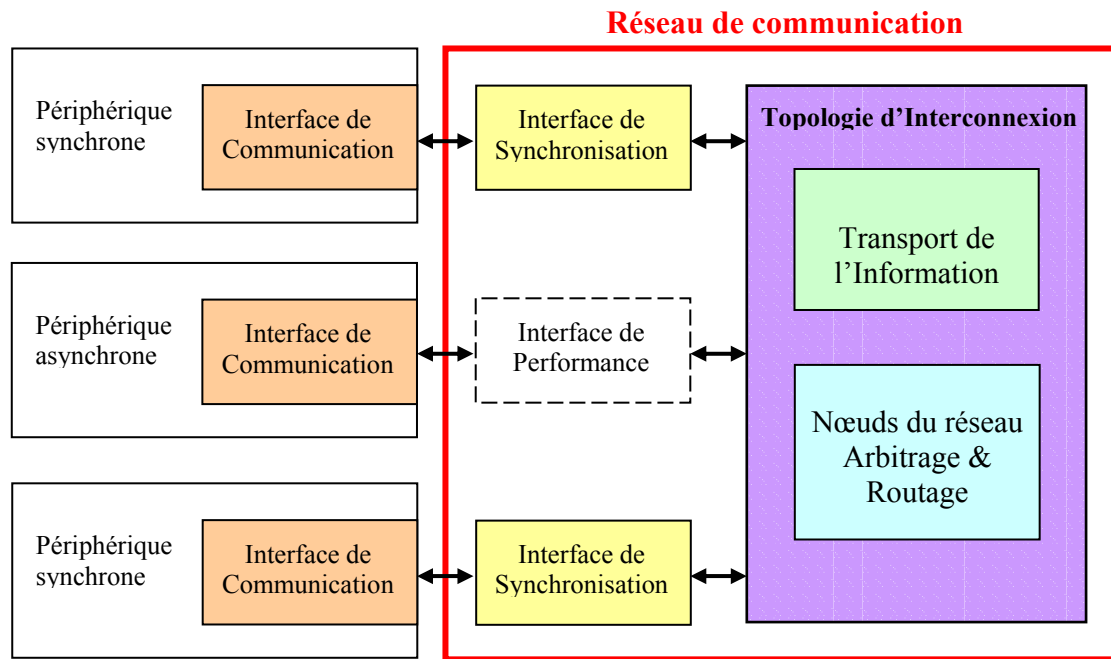 Réseau de communication
Périphérique
synchrone
Interface de
Communication
Interface de
Synchronisation
Topologie d’Interconnexion
Transport de
l’Information
Périphérique
asynchrone
Interface de
Communication
Interface de
Performance
Nœuds du réseau
Arbitrage &
Routage
Périphérique
synchrone
Interface de
Communication
Interface de
Synchronisation